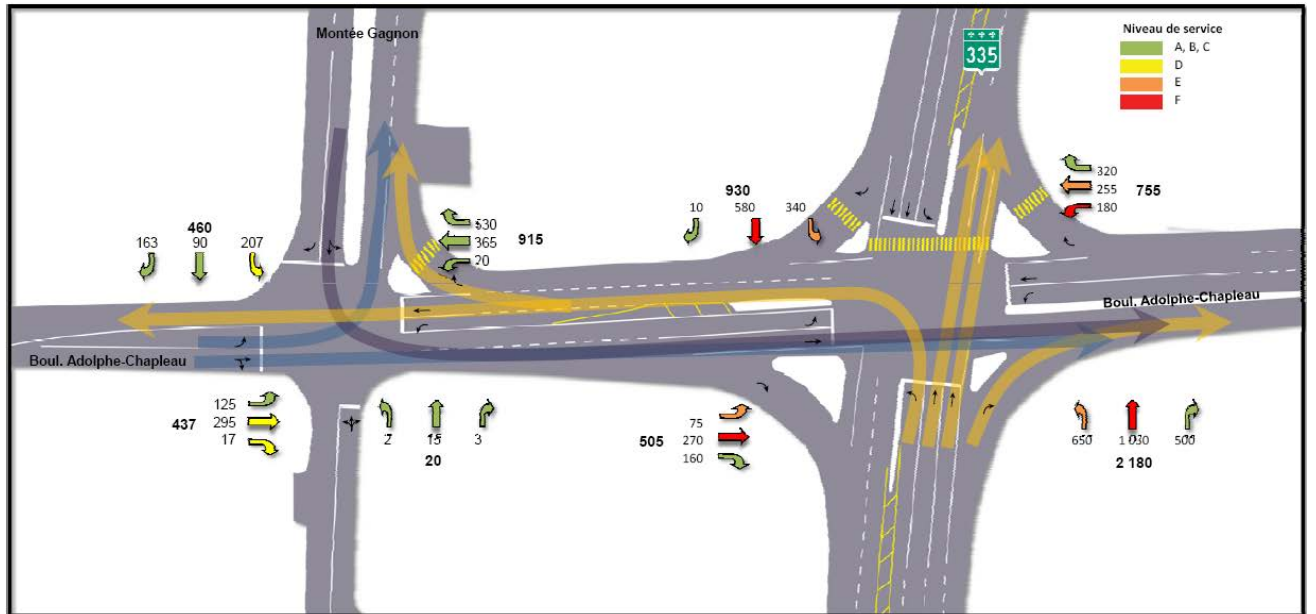 Montée Gagnon
335
Niveau de service
A, B, C
D
E
F
460
163 90 207
530
365 915
20
930
10 580 340
320
255 755
180
Boul. Adolphe-Chapleau
Boul. Adolphe-Chapleau
125
437 295
17
2 15 3
20
75
505 270
160
650 1 030 500
2 180